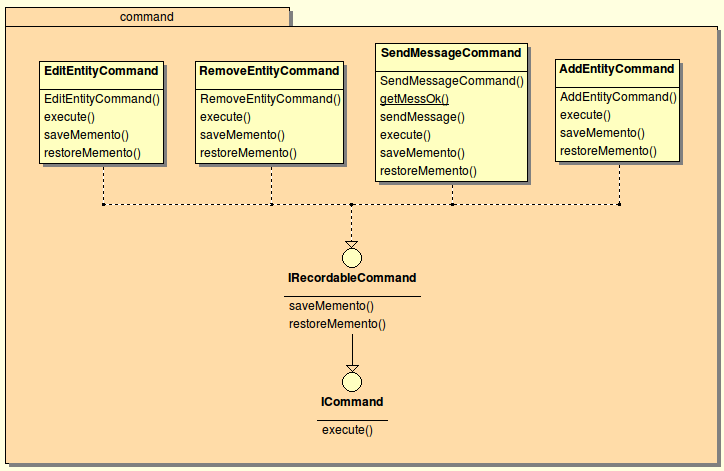 command
EditEntityCommand
EditEntityCommand()
execute()
saveMemento()
restoreMemento()
RemoveEntityCommand
RemoveEntityCommand()
execute()
saveMemento()
restoreMemento()
SendMessageCommand
SendMessageCommand()
getMessOk()
sendMessage()
execute()
saveMemento()
restoreMemento()
AddEntityCommand
AddEntityCommand()
execute()
saveMemento()
restoreMemento()
IRecordableCommand
saveMemento()
restoreMemento()
ICommand
execute()